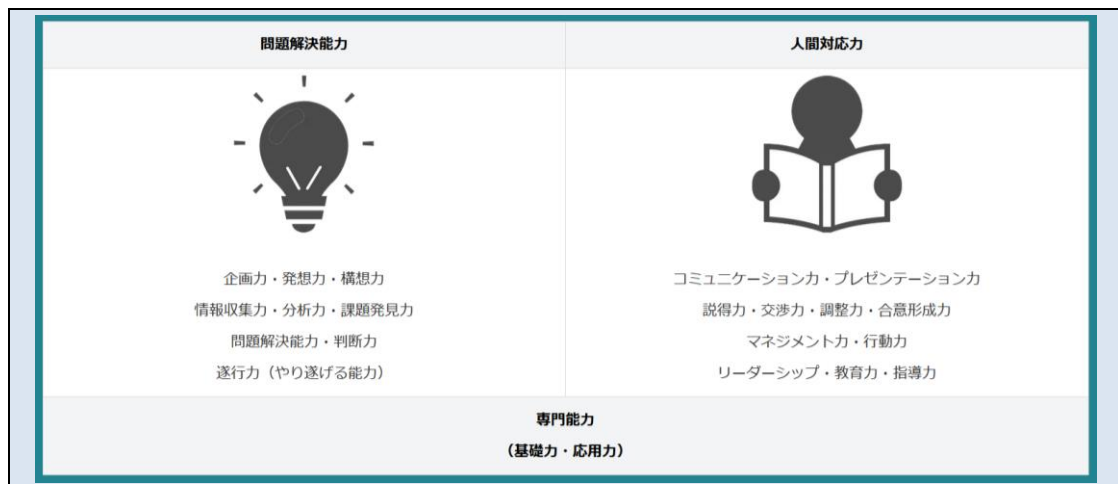 問題解決能力
人間対応力
企画力・発想力・構想力
情報収集力・分析力・課題発見力
問題解決能力・判断力
遂行力（やり遂げる能力）
コミュニケーション力・プレゼンテーション力
説得力・交渉力・調整力・合意形成力
マネジメント力・行動力
リーダーシップ・教育力・指導力
専門能力
（基礎力・応用力）